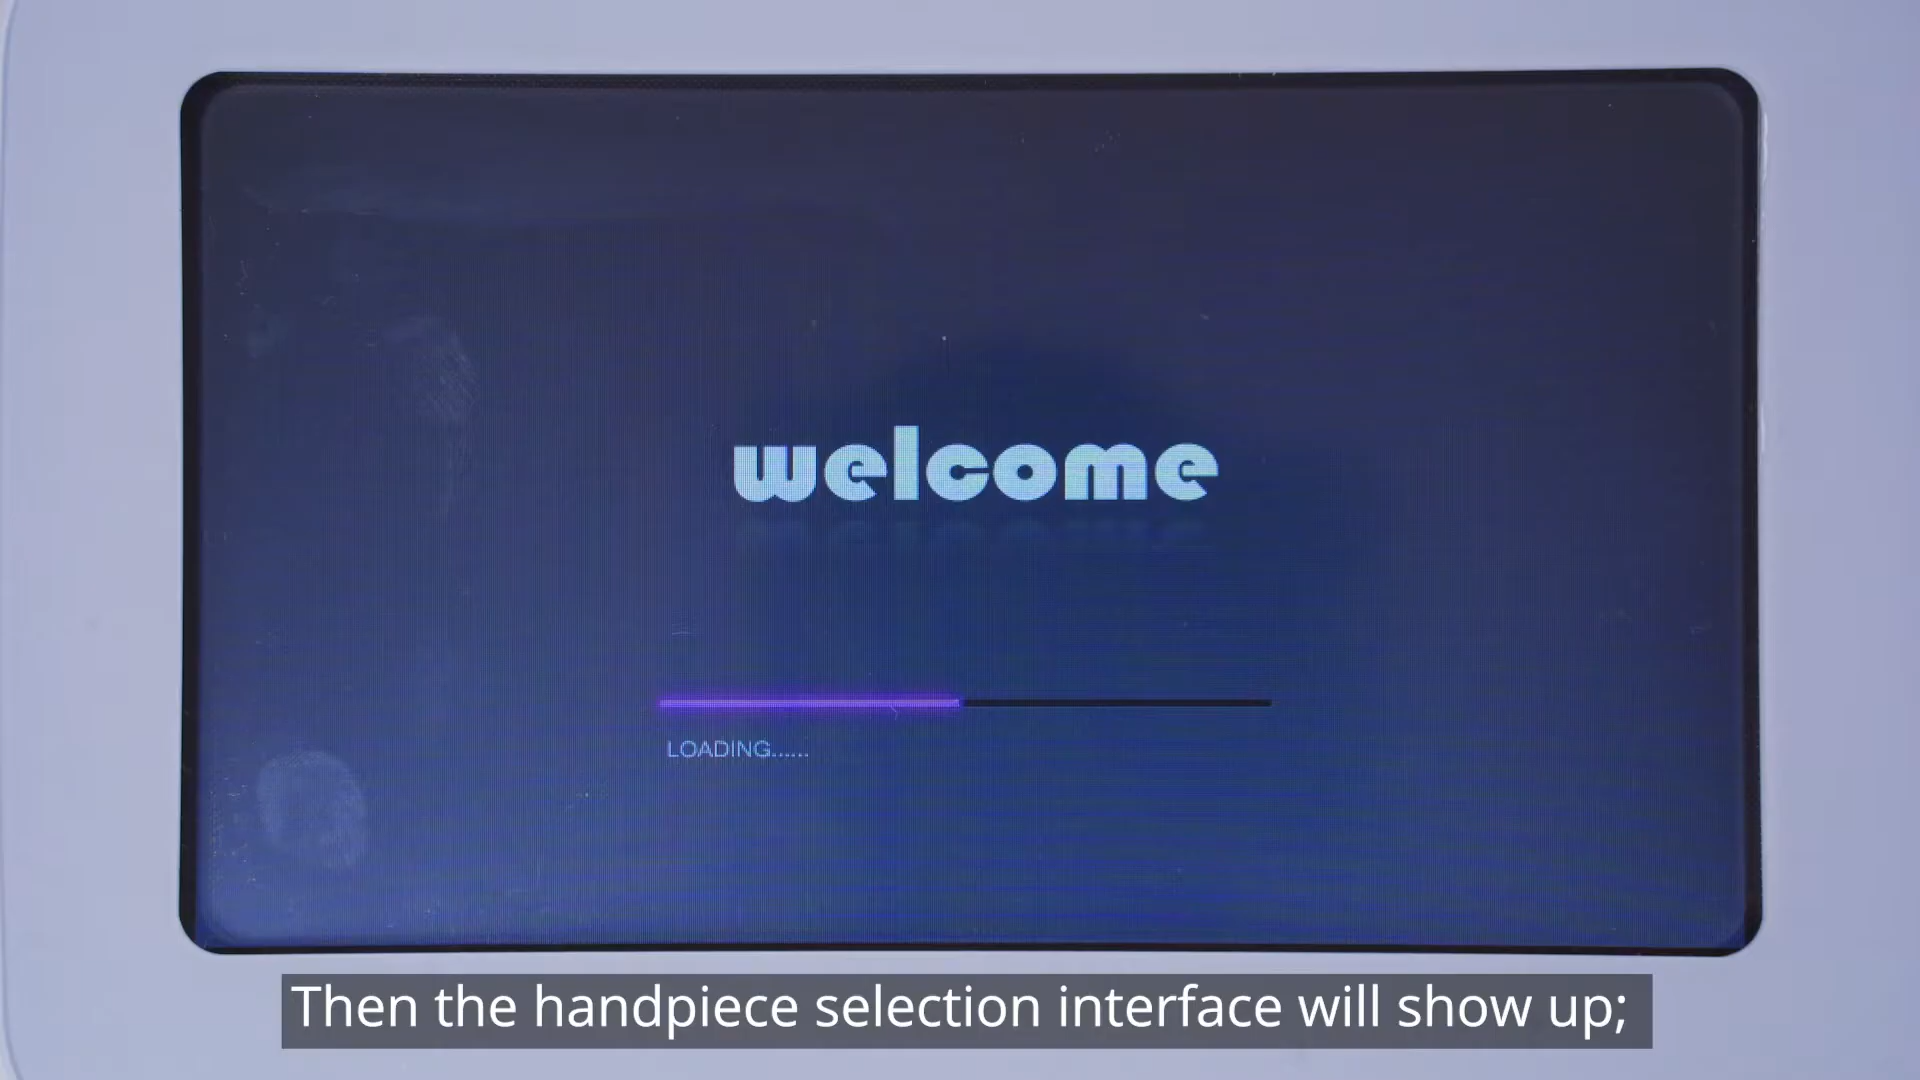 welcome
LOADING......
Then the handpiece selection interface will show up;